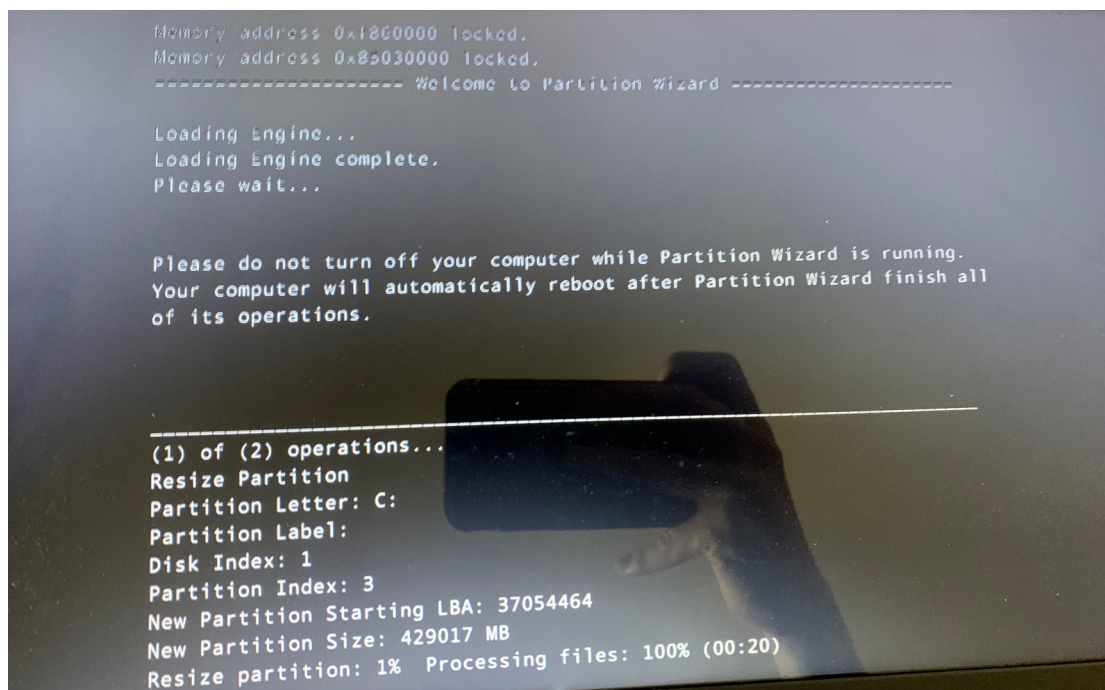 Memory address 0x1860000 locked.
Memory address 0x85030000 locked.
--------------------- Welcome to Partition Wizard -------------------
Loading Engine...
Loading Engine complete.
Please wait...
Please do not turn off your computer while Partition Wizard is running.
Your computer will automatically reboot after Partition Wizard finish all
of its operations.
(1) of (2) operations...
Resize Partition
Partition Letter: C:
Partition Label:
Disk Index: 1
Partition Index: 3
New Partition Starting LBA: 37054464
New Partition Size: 429017 MB
Resize partition: 1%  Processing files: 100% (00:20)